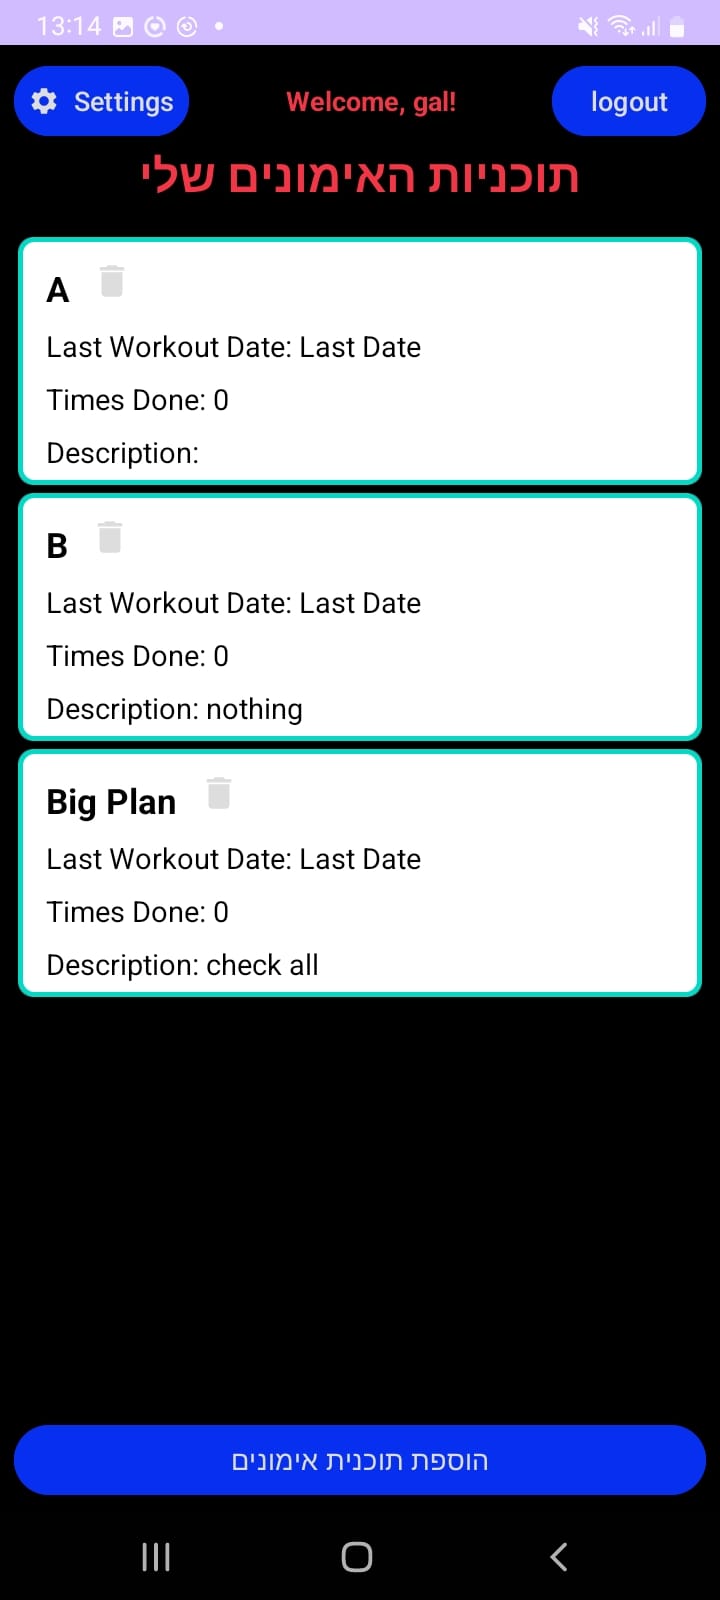 13:14
Settings
Welcome, gal!
logout
תוכניות האימונים שלי
A
Last Workout Date: Last Date
Times Done: 0
Description:
B
Last Workout Date: Last Date
Times Done: 0
Description: nothing
Big Plan
Last Workout Date: Last Date
Times Done: 0
Description: check all
הוספת תוכנית אימונים